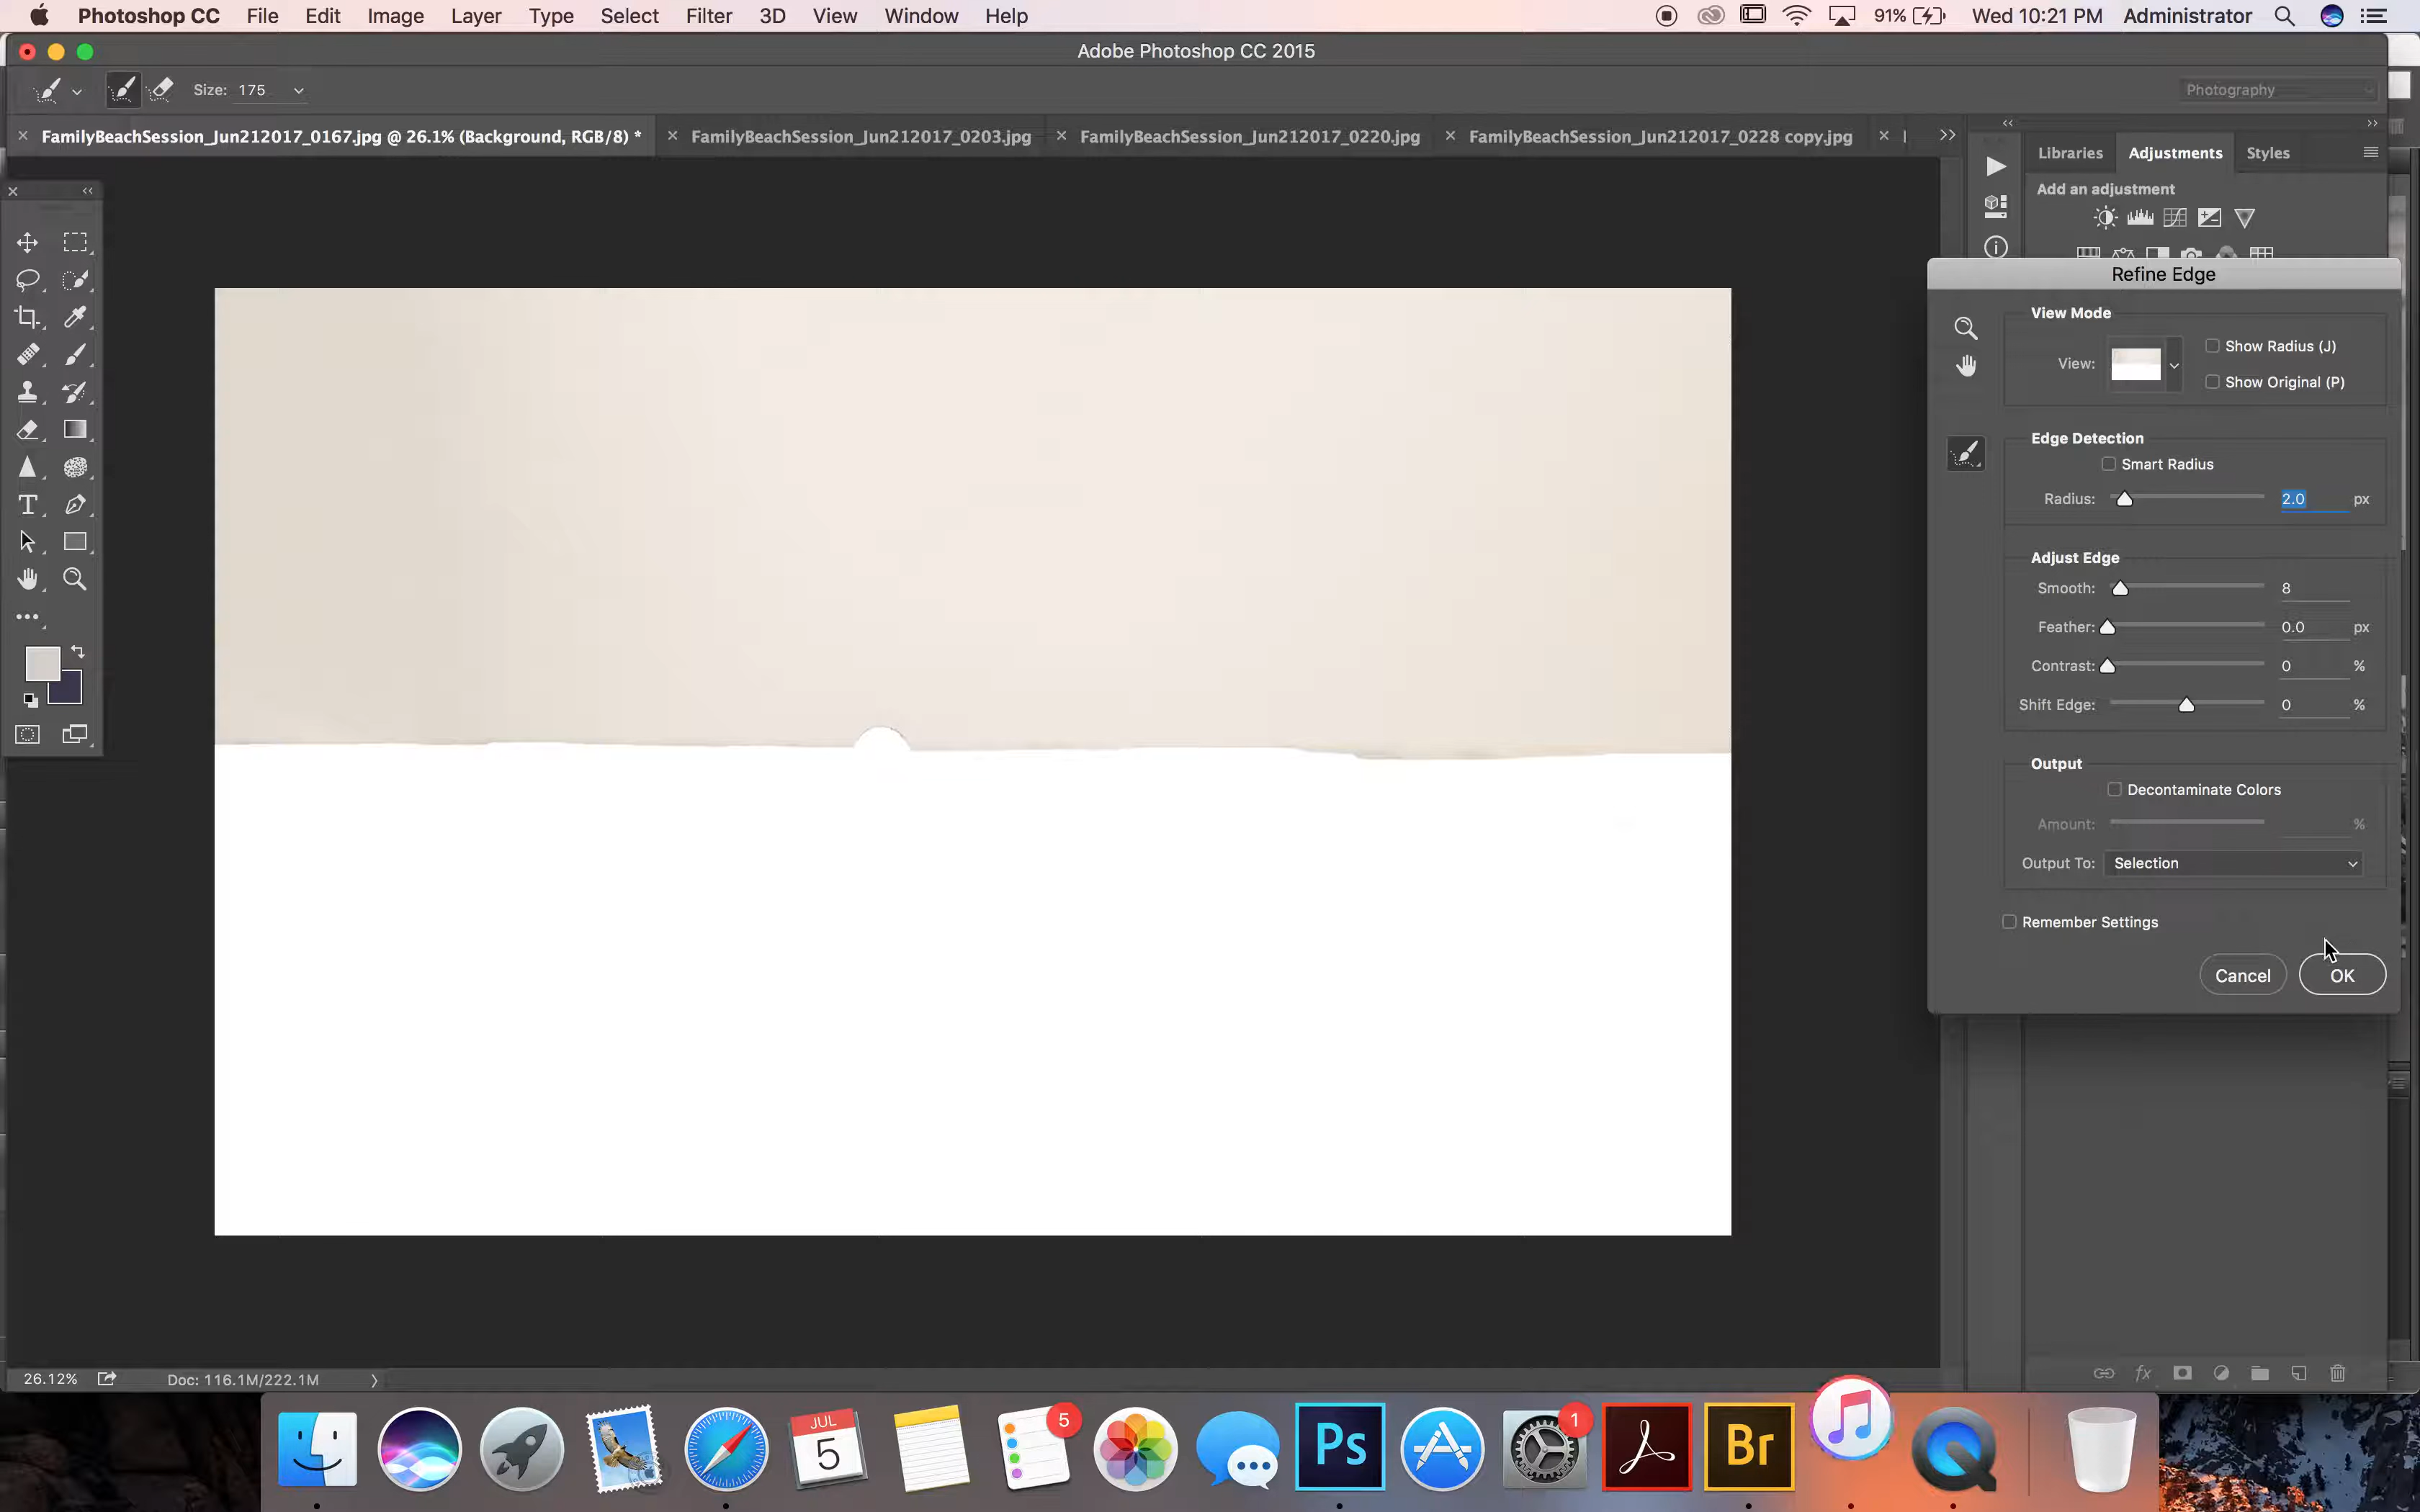 Photoshop CC File Edit Image Layer Type Select Filter 3D View Window Help 91% Wed 10:21 PM Administrator
Adobe Photoshop CC 2015
Size: 175 Photography
FamilyBeachSession_Jun212017_0167.jpg @ 26.1% (Background, RGB/8) * FamilyBeachSession_Jun212017_0203.jpg FamilyBeachSession_Jun212017_0220.jpg FamilyBeachSession_Jun212017_0228 copy.jpg
Libraries Adjustments Styles
Add an adjustment
Refine Edge
View Mode
View: Show Radius (J)
Show Original (P)
Edge Detection
Smart Radius
Radius: 2.0 px
Adjust Edge
Smooth: 8
Feather: 0.0 px
Contrast: 0 %
Shift Edge: 0 %
Output
Decontaminate Colors
Amount: %
Output To: Selection
Remember Settings
Cancel OK
26.12% Doc: 116.1M/222.1M
fx
JUL
5
5
Ps
1
Br